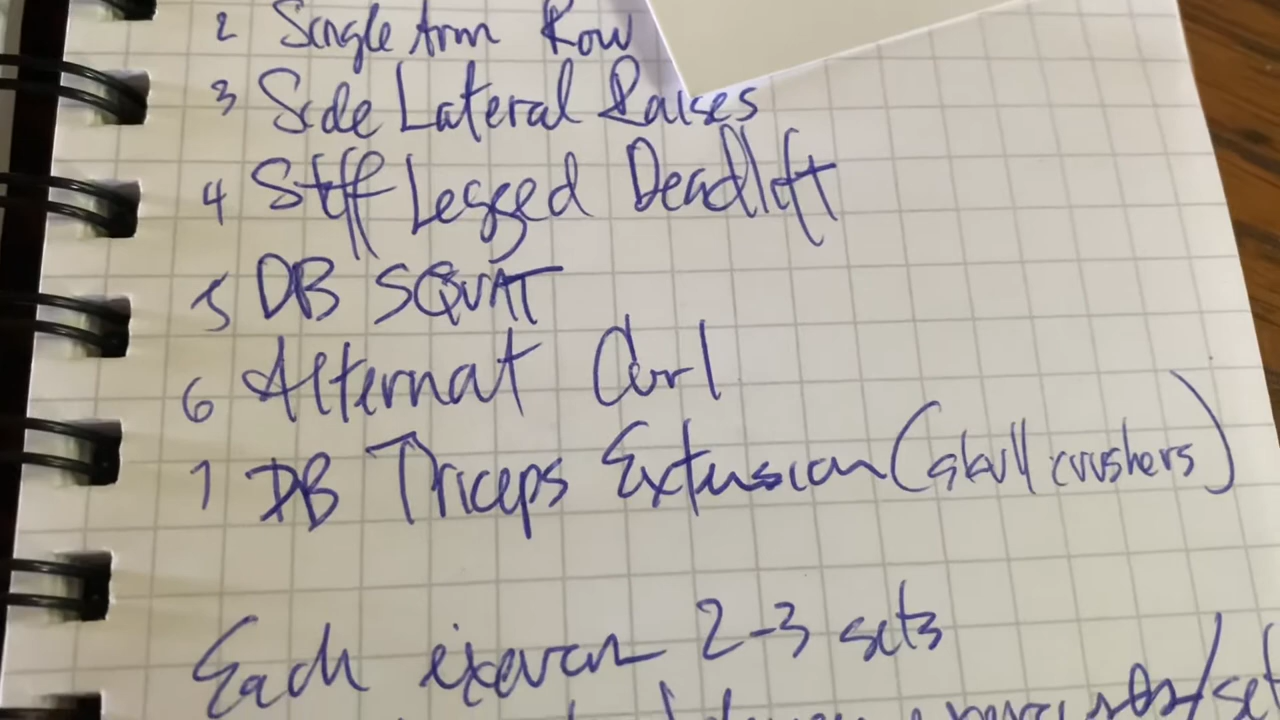 2 Single Arm Row
3 Side Lateral Raises
4 Stiff Legged Deadlift
5 DB SQUAT
6 Alternat Curl
7 DB Triceps Extension (skull crushers)
Each 2-3 sets
/set